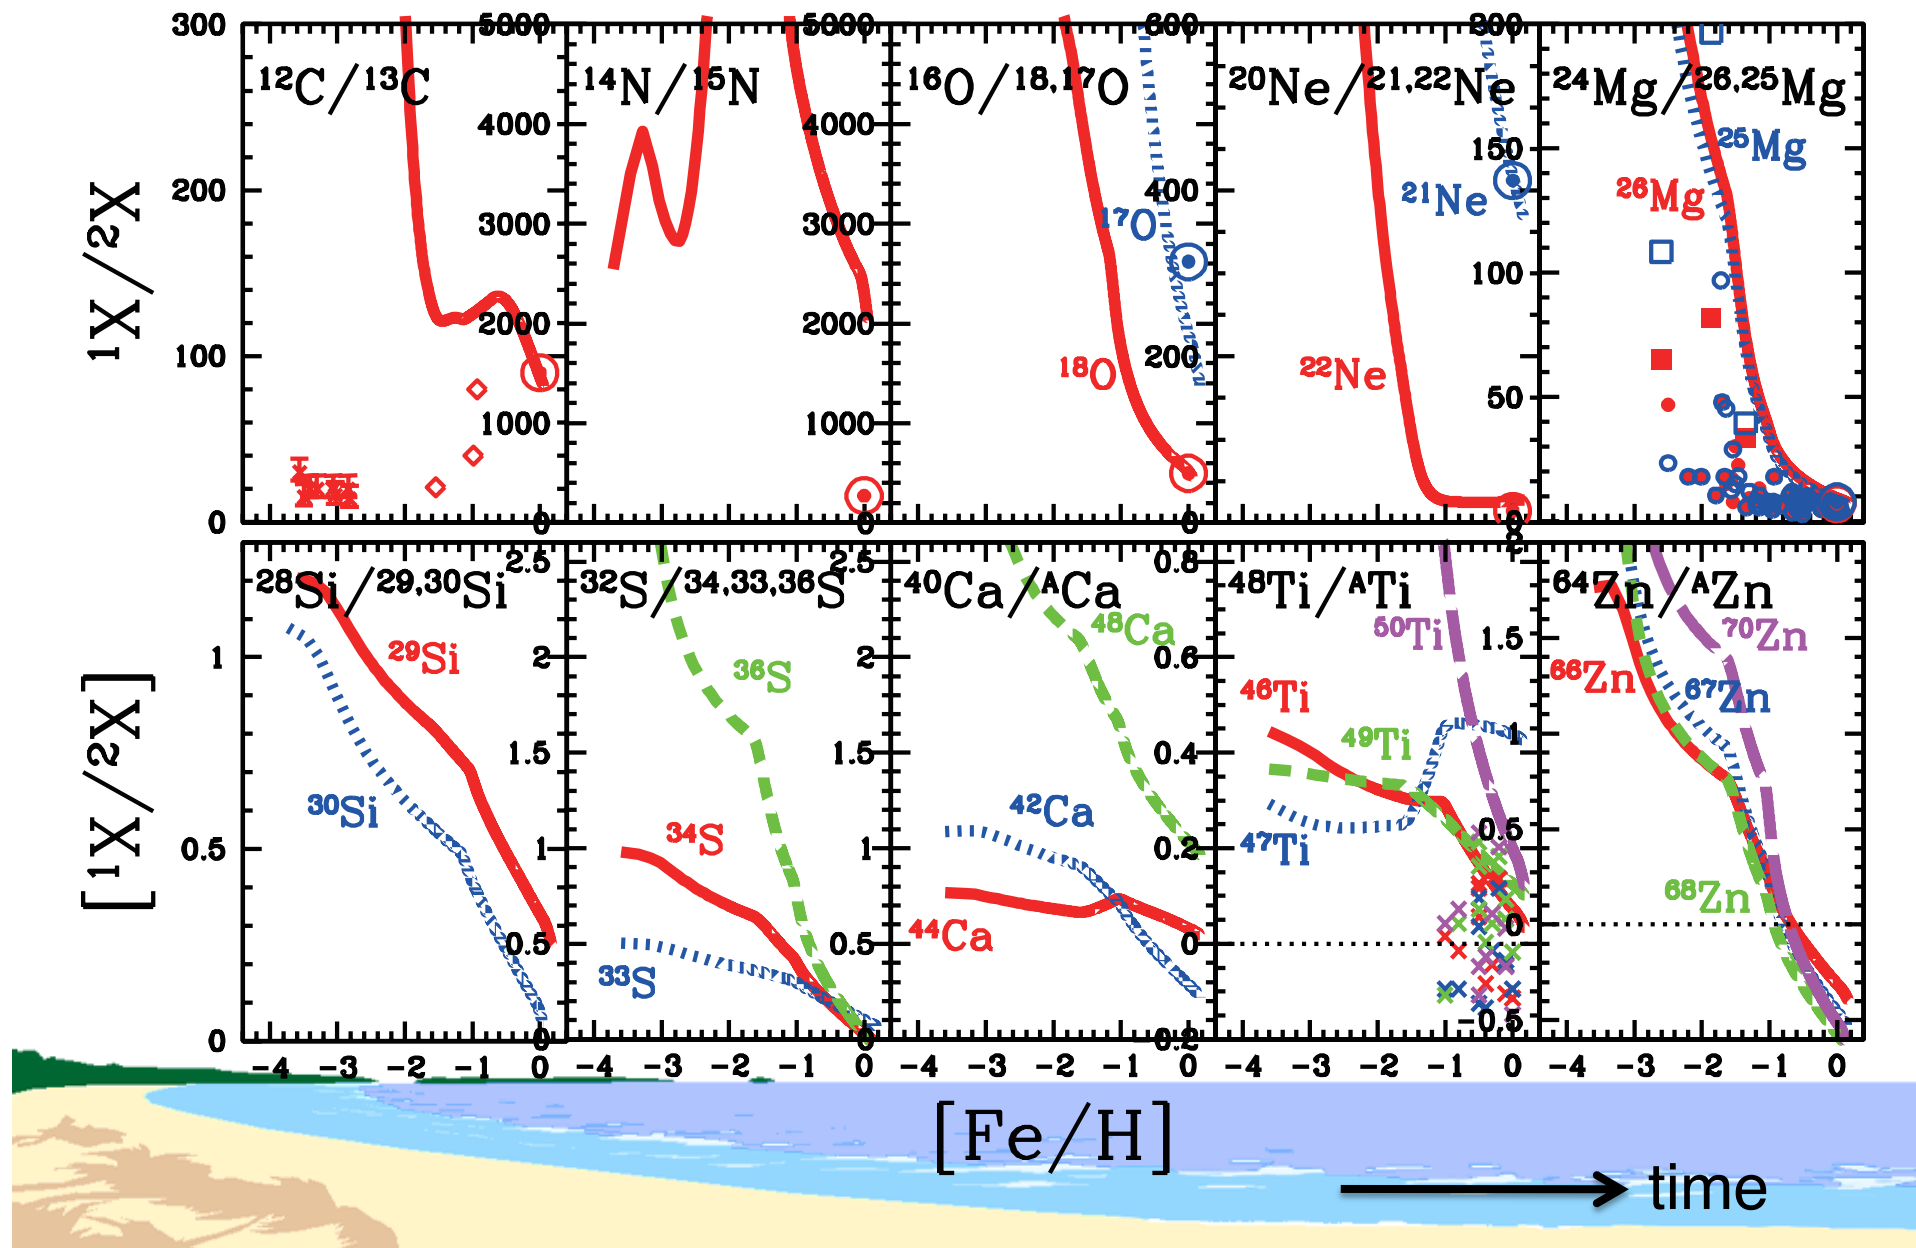 300 5000 5000 600 200
¹²C/¹³C ¹⁴N/¹⁵N ¹⁶O/¹⁸,¹⁷O ²⁰Ne/²¹,²²Ne ²⁴Mg/²⁶,²⁵Mg
4000 4000 150 ²⁵Mg
200 3000 3000 400 ²⁶Mg
¹⁷O ²¹Ne
¹X/²X
100 2000 2000 200 100
¹⁸O ²²Ne
1000 1000 50
0 0 0 0 0
²⁸Si/²⁹,³⁰Si ³²S/³⁴,³³,³⁶S ⁴⁰Ca/ᴬCa ⁴⁸Ti/ᴬTi ⁶⁴Zn/ᴬZn
2.5 2.5 0.8 2
1 2 2 0.6 1.5
²⁹Si ³⁶S ⁴⁸Ca ⁵⁰Ti ⁷⁰Zn
⁴⁶Ti ⁶⁶Zn ⁶⁷Zn
[¹X/²X]
1.5 1.5 0.4 ⁴⁹Ti 1
³⁰Si ³⁴S ⁴²Ca
0.5 1 1 0.2 ⁴⁷Ti 0.5
⁴⁴Ca ⁶⁸Zn
³³S 0.5 0.5 0 0
0 0 0.2 −0.5
−4 −3 −2 −1 0 −4 −3 −2 −1 0 −4 −3 −2 −1 0 −4 −3 −2 −1 0 −4 −3 −2 −1 0
[Fe/H]
time